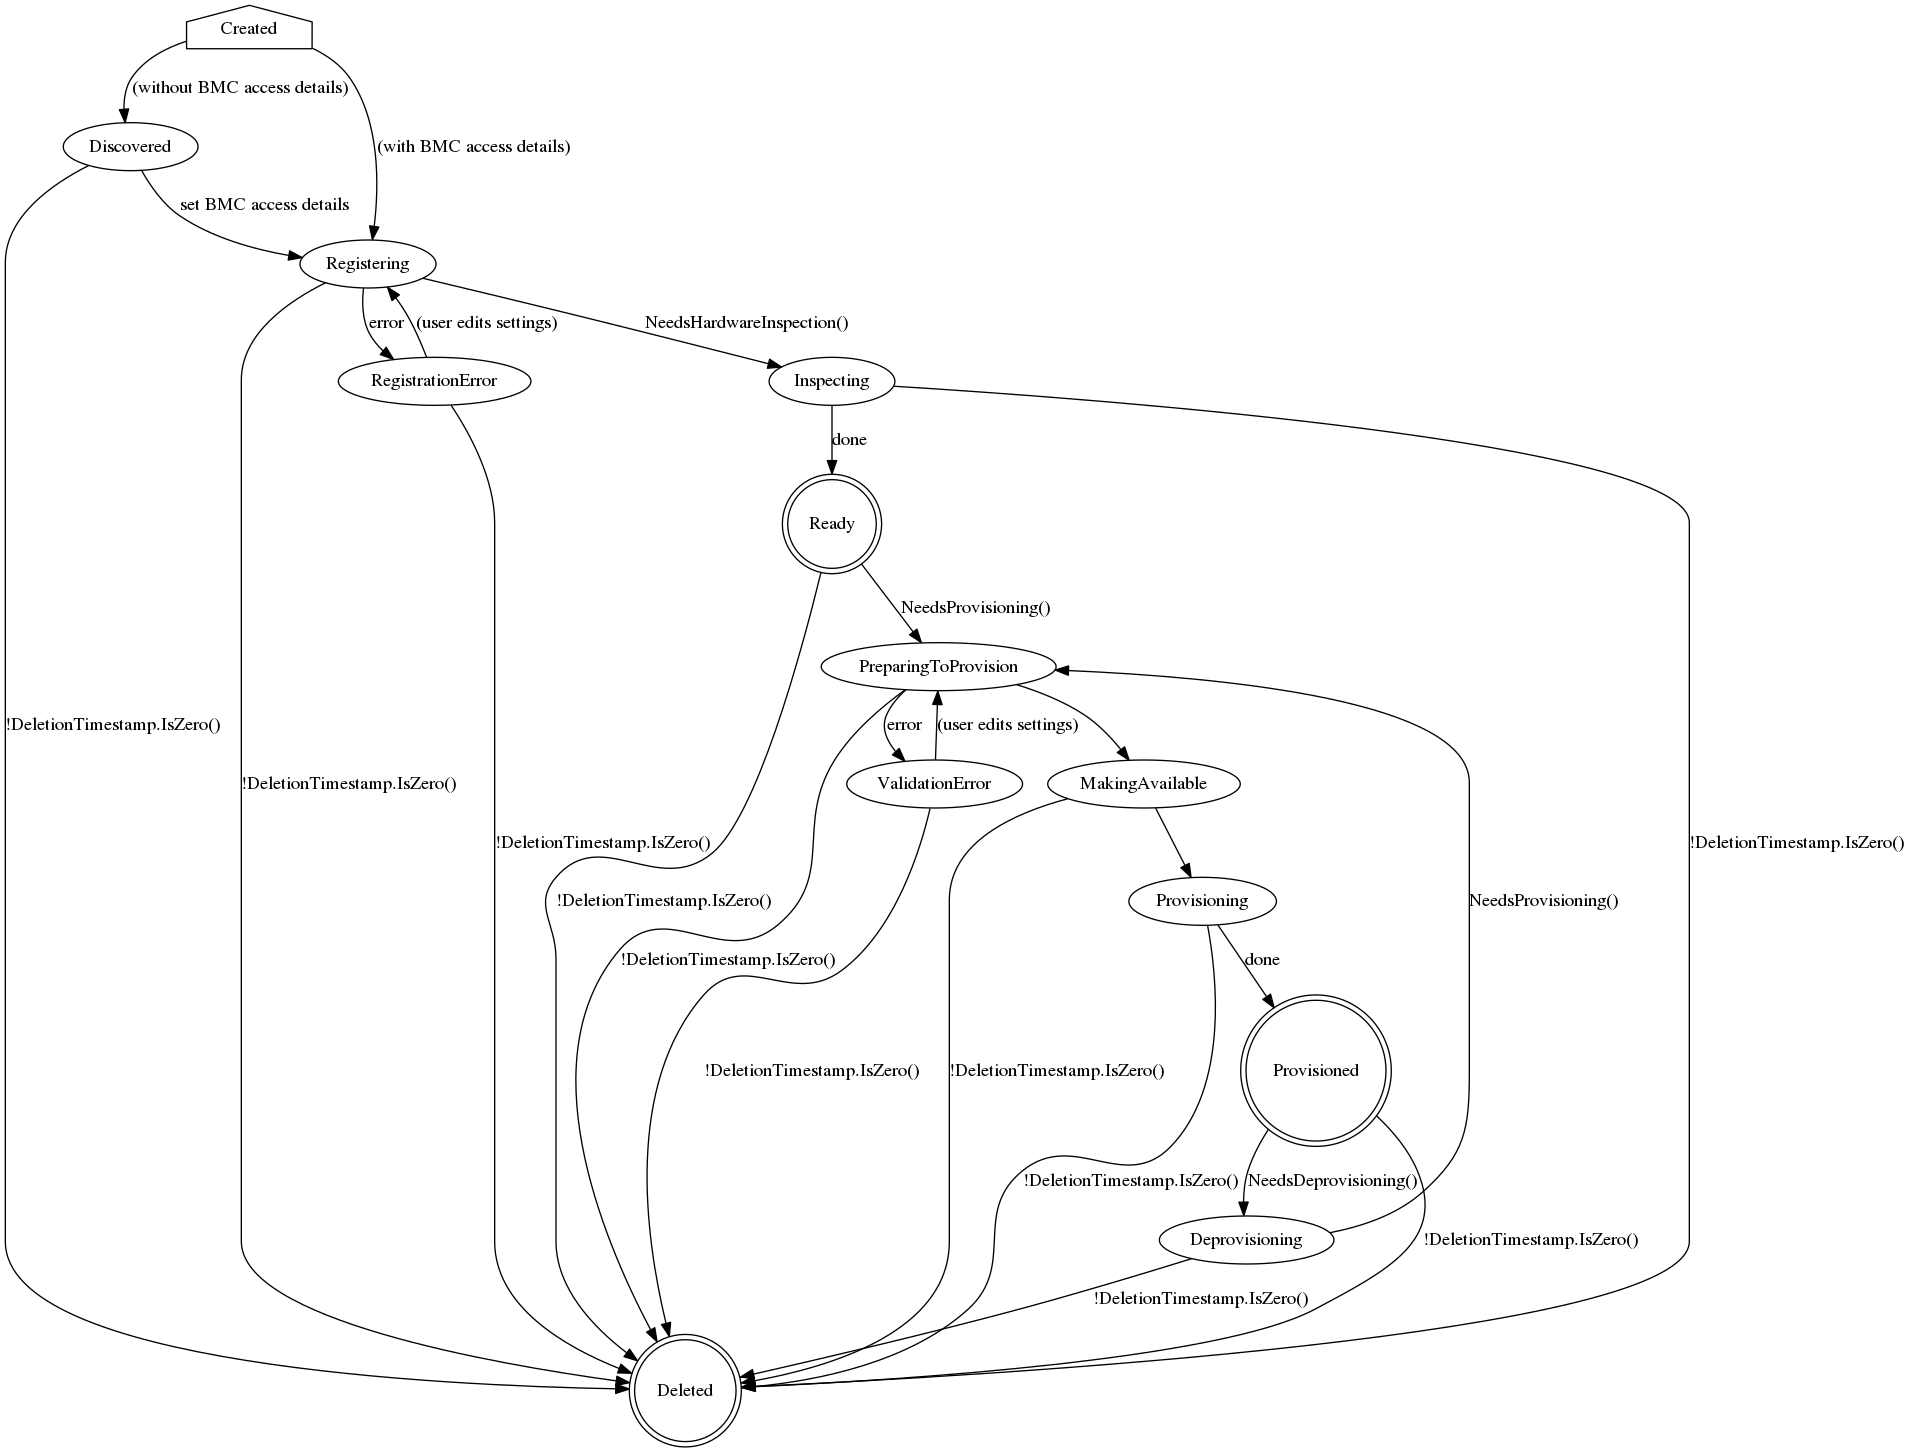 Created
(without BMC access details)
Discovered
(with BMC access details)
set BMC access details
Registering
error
(user edits settings)
NeedsHardwareInspection()
RegistrationError
Inspecting
done
Ready
NeedsProvisioning()
PreparingToProvision
!DeletionTimestamp.IsZero()
error
(user edits settings)
!DeletionTimestamp.IsZero()
ValidationError
MakingAvailable
!DeletionTimestamp.IsZero()
!DeletionTimestamp.IsZero()
!DeletionTimestamp.IsZero()
Provisioning
NeedsProvisioning()
!DeletionTimestamp.IsZero()
done
!DeletionTimestamp.IsZero()
!DeletionTimestamp.IsZero()
Provisioned
!DeletionTimestamp.IsZero()
NeedsDeprovisioning()
Deprovisioning
!DeletionTimestamp.IsZero()
!DeletionTimestamp.IsZero()
Deleted